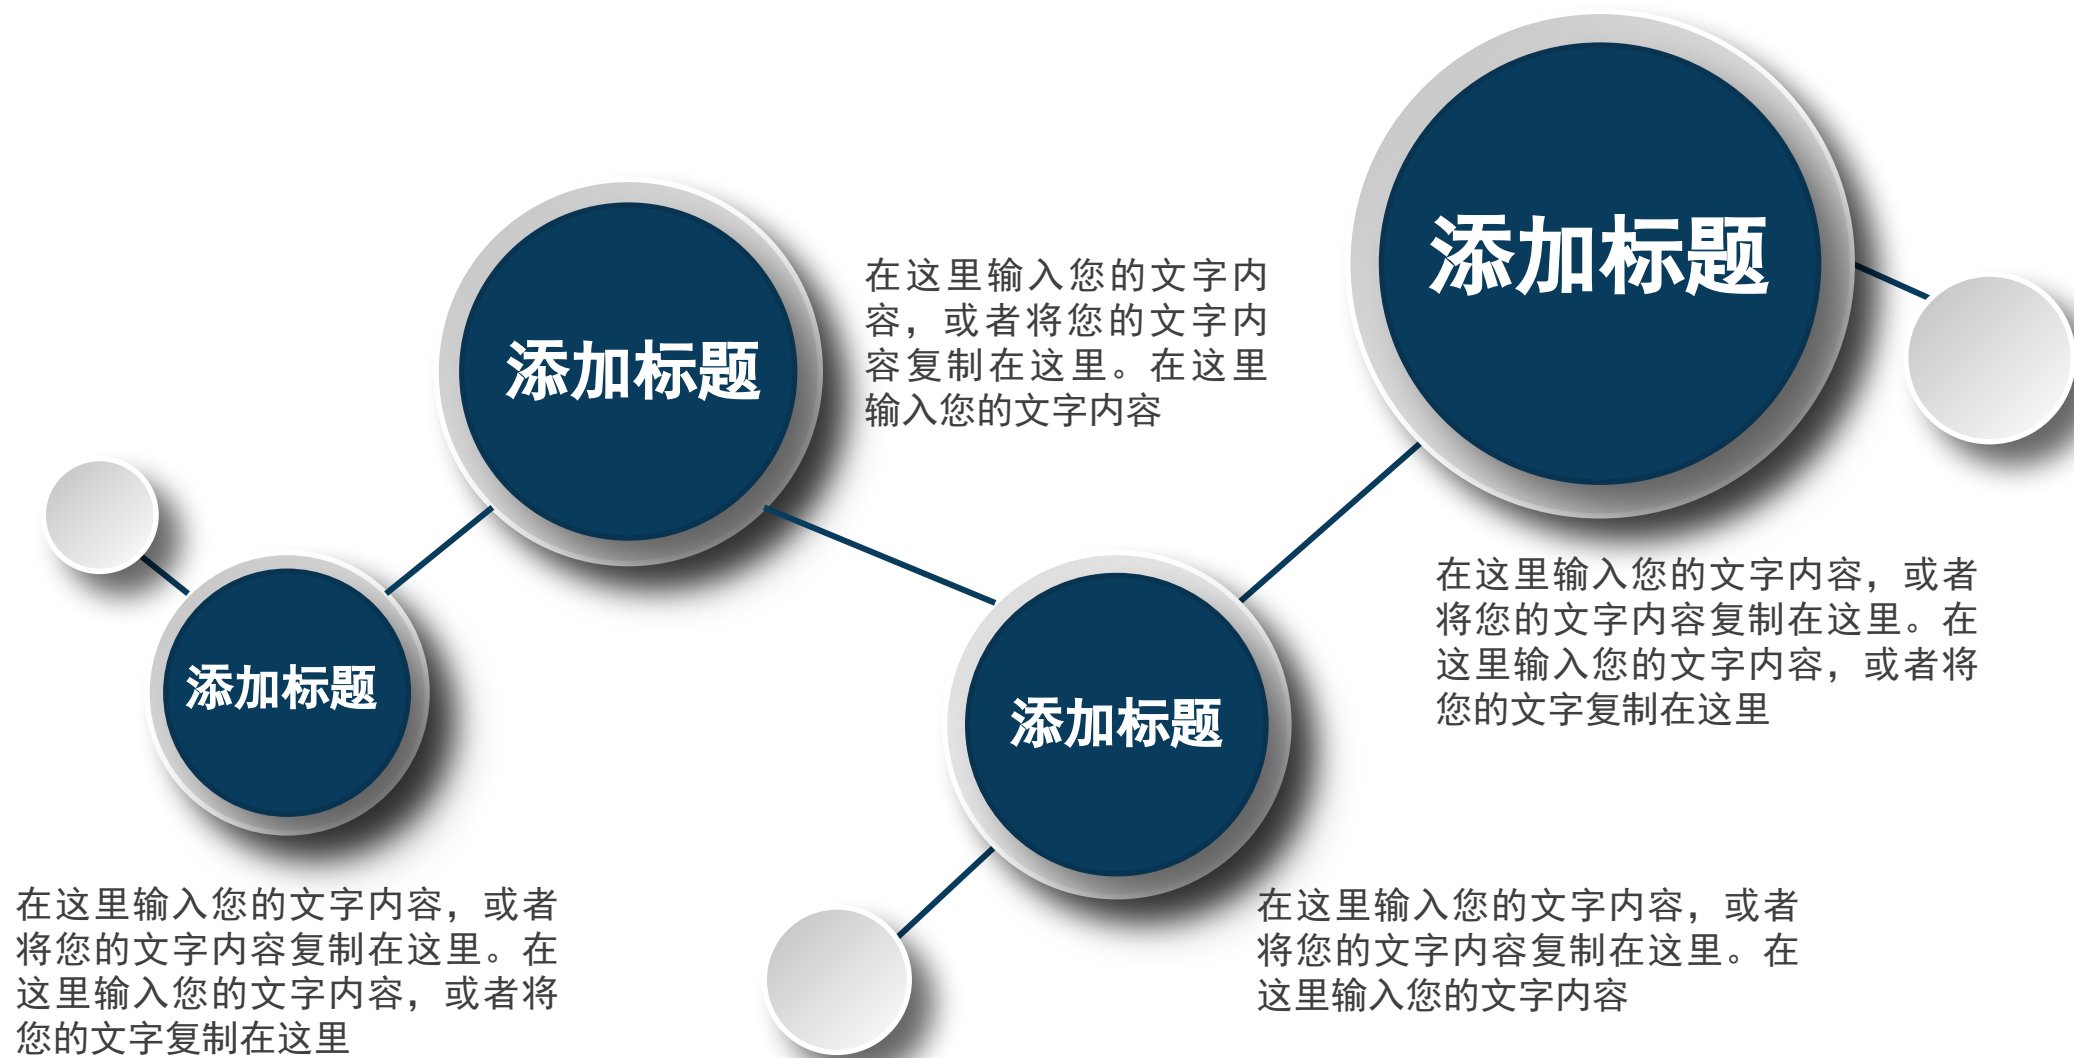 添加标题
在这里输入您的文字内
容，或者将您的文字内
容复制在这里。在这里
输入您的文字内容
添加标题
在这里输入您的文字内容，或者
将您的文字内容复制在这里。在
这里输入您的文字内容，或者将
您的文字复制在这里
添加标题
在这里输入您的文字内容，或者
将您的文字内容复制在这里。在
这里输入您的文字内容，或者将
您的文字复制在这里
添加标题
在这里输入您的文字内容，或者
将您的文字内容复制在这里。在
这里输入您的文字内容